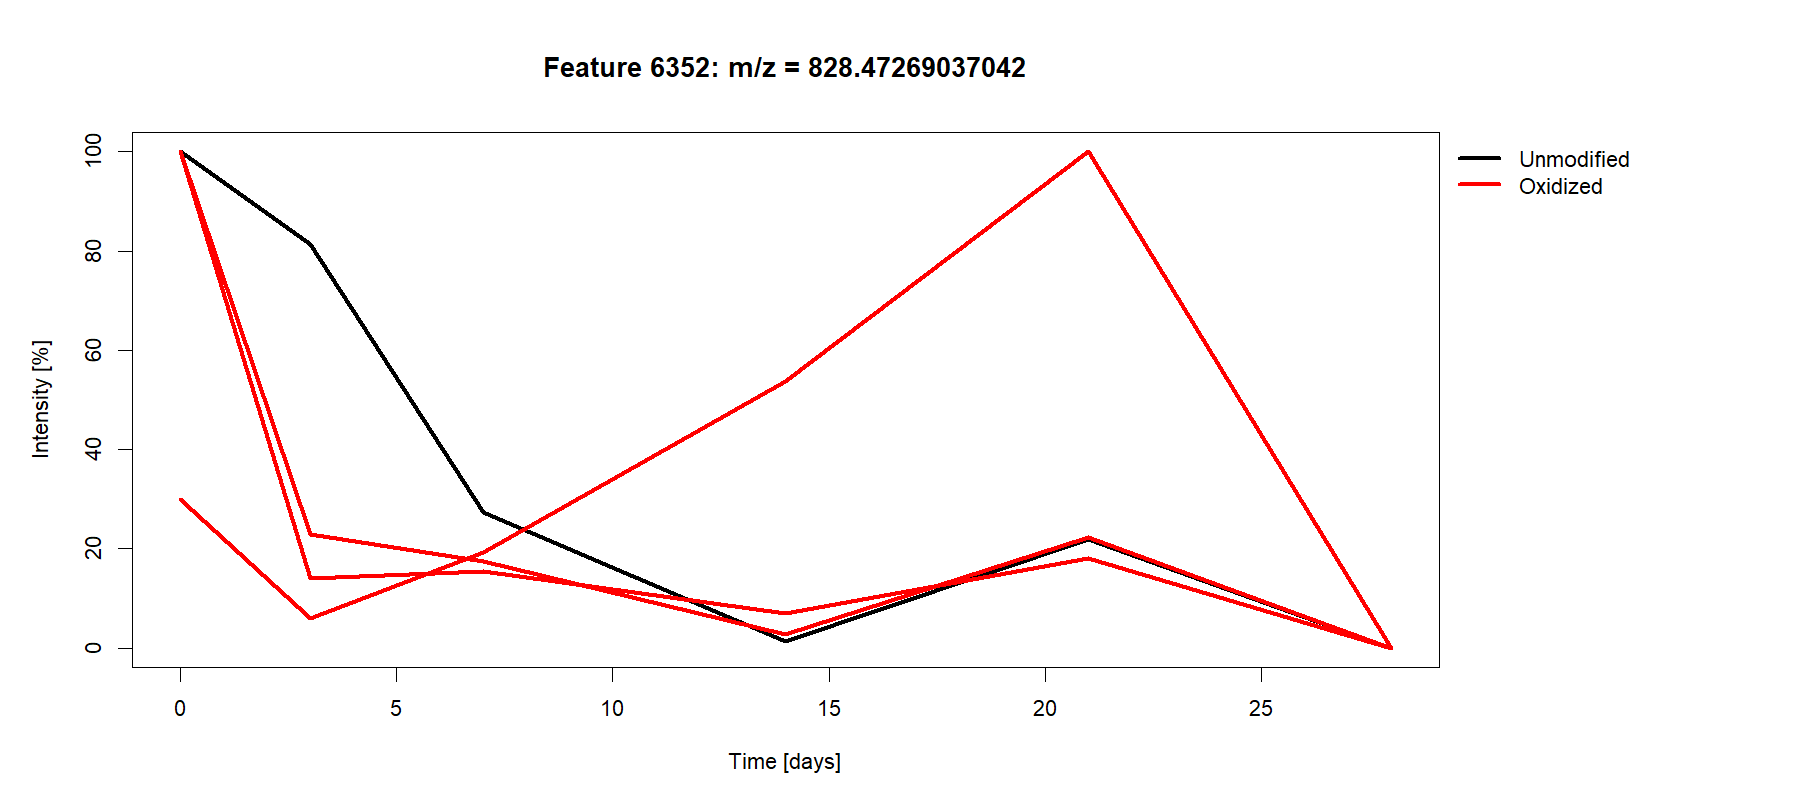 Feature 6352: m/z = 828.47269037042
Unmodified
Oxidized
Intensity [%]
100
80
60
40
20
0
0 5 10 15 20 25
Time [days]